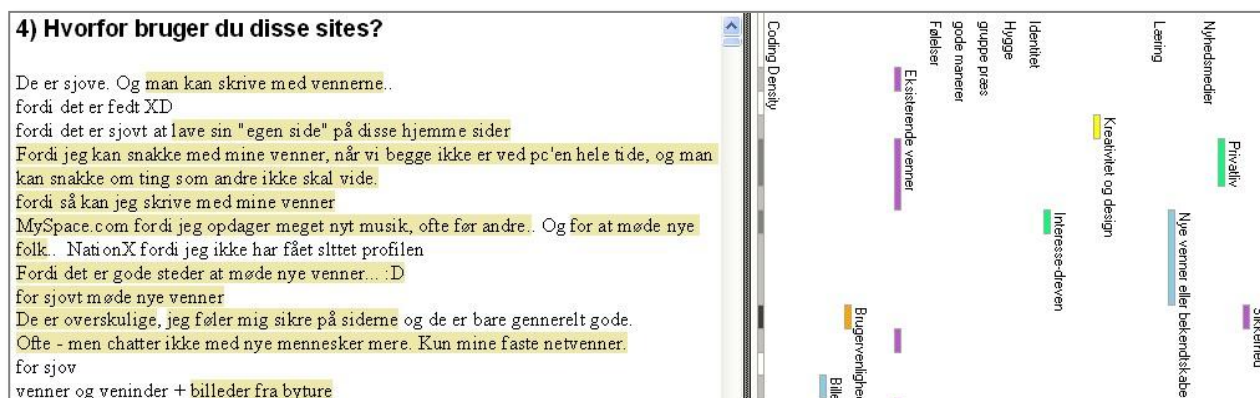 4) Hvorfor bruger du disse sites?
De er sjove. Og man kan skrive med vennerne..
fordi det er fedt XD
fordi det er sjovt at lave sin "egen side" på disse hjemme sider
Fordi jeg kan snakke med mine venner, når vi begge ikke er ved pc'en hele tide, og man
kan snakke om ting som andre ikke skal vide.
fordi så kan jeg skrive med mine venner
MySpace.com fordi jeg opdager meget nyt musik, ofte før andre.. Og for at møde nye
folk.. NationX fordi jeg ikke har fået slttet profilen
Fordi det er gode steder at møde nye venner... :D
for sjovt møde nye venner
De er overskulige, jeg føler mig sikre på siderne og de er bare gennerelt gode.
Ofte - men chatter ikke med nye mennesker mere. Kun mine faste netvenner.
for sjov
venner og veninder + billeder fra byture
Coding Density
Brugervenlighed
Bille
Eksisterende venner
Følelser
gode manerer
gruppe præs
Hygge
Identitet
Interesse-dreven
Kreativitet og design
Læring
Nye venner eller bekendtskabe
Nyhedsmedier
Privatliv
Sikkerhed